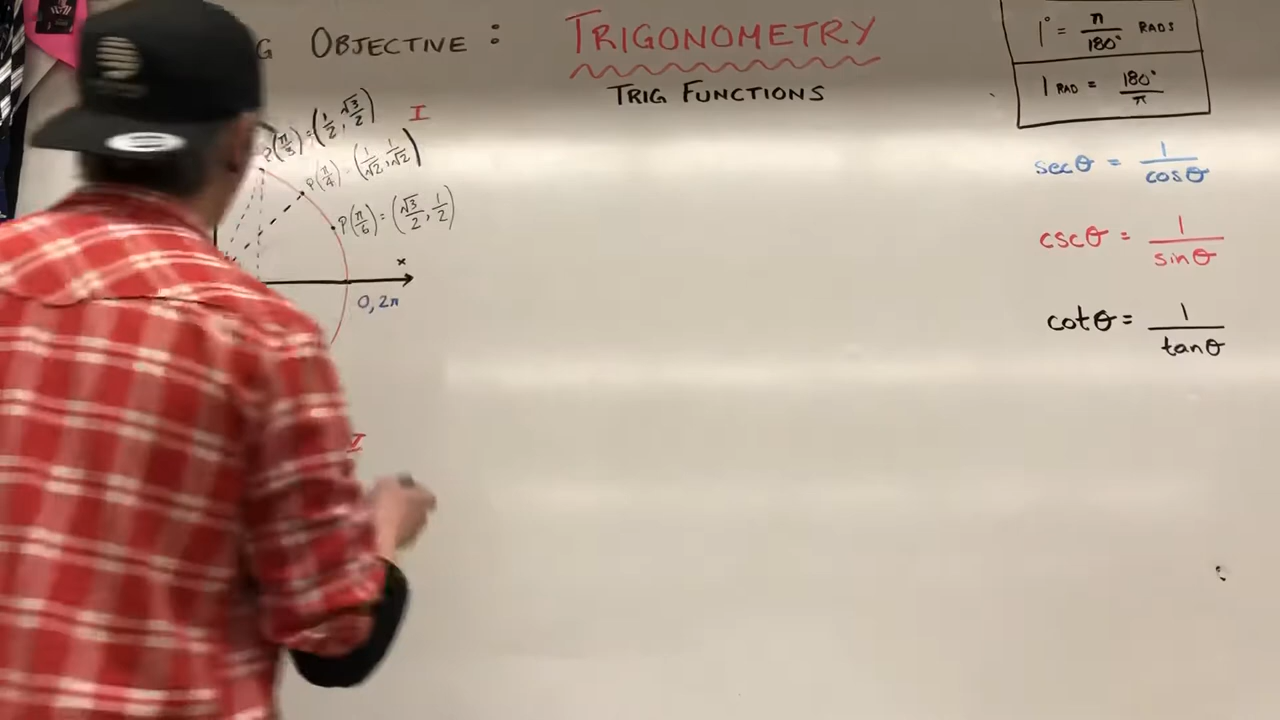 G OBJECTIVE :
TRIGONOMETRY
TRIG FUNCTIONS
1° = π/180° RADS
1 RAD = 180°/π
P(π/3) = (1/2, √3/2)
I
P(π/4) = (1/√2, 1/√2)
P(π/6) = (√3/2, 1/2)
x
0, 2π
secθ = 1/cosθ
cscθ = 1/sinθ
cotθ = 1/tanθ